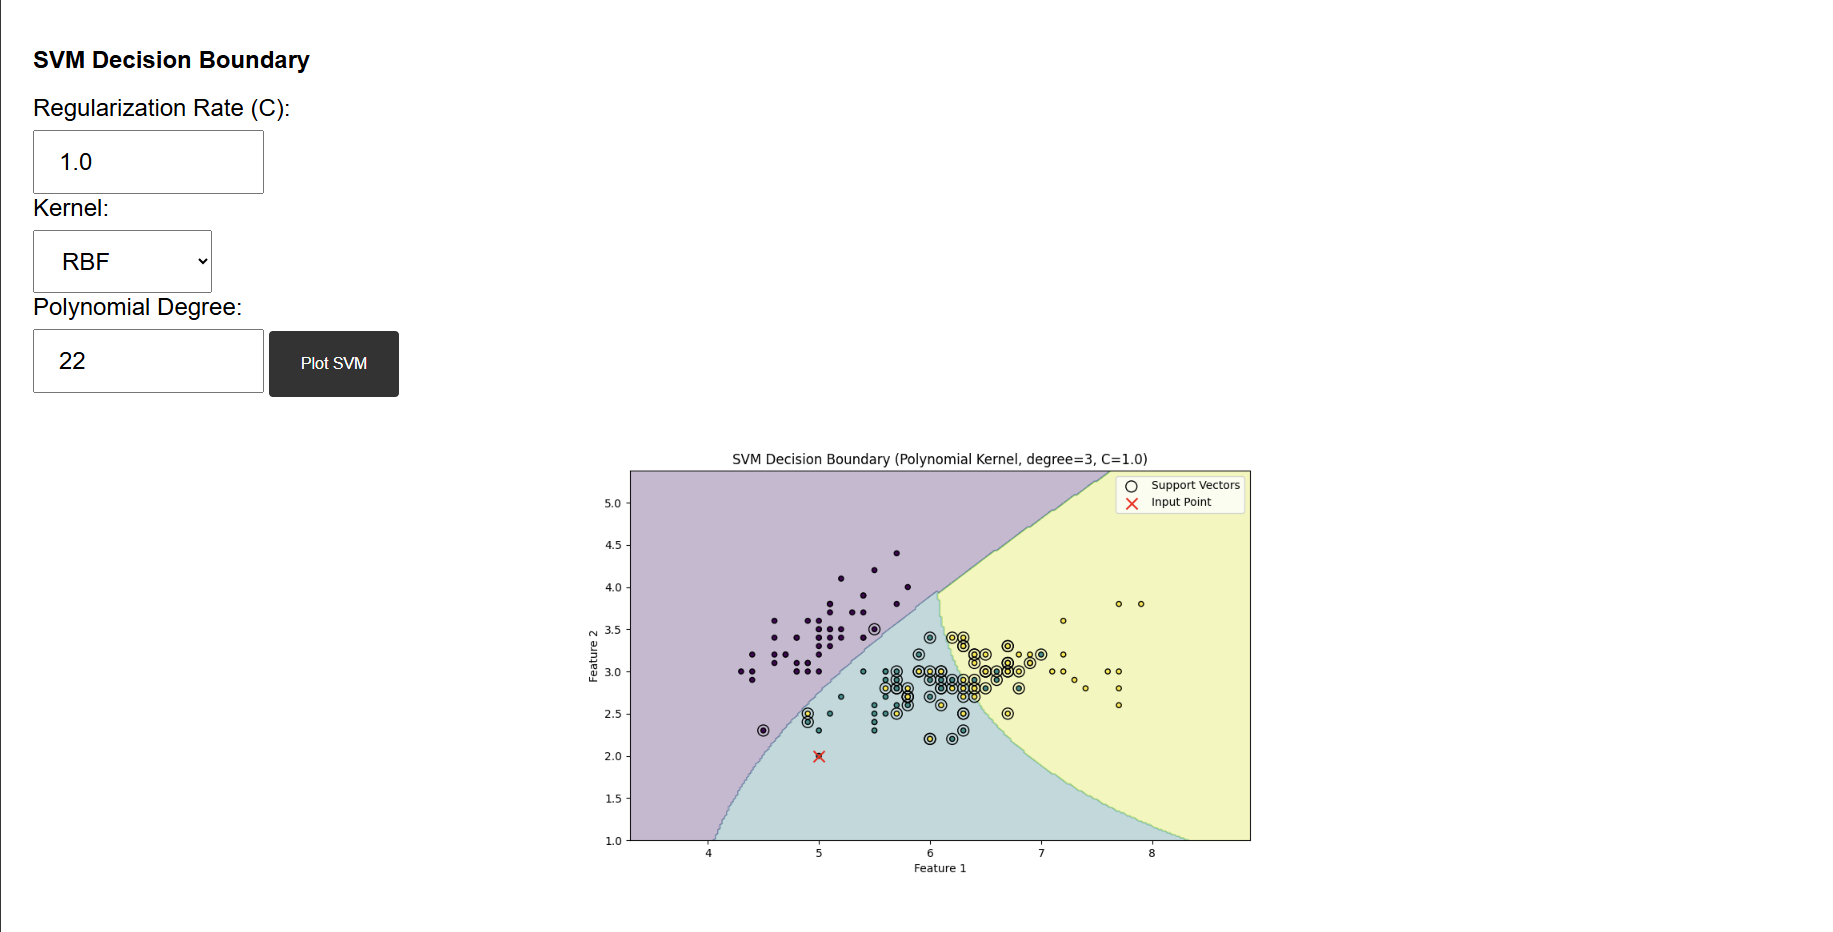 SVM Decision Boundary
Regularization Rate (C):
1.0
Kernel:
RBF
Polynomial Degree:
22
Plot SVM
SVM Decision Boundary (Polynomial Kernel, degree=3, C=1.0)
Support Vectors
Input Point
5.0
4.5
4.0
3.5
3.0
2.5
2.0
1.5
1.0
Feature 2
4 5 6 7 8
Feature 1